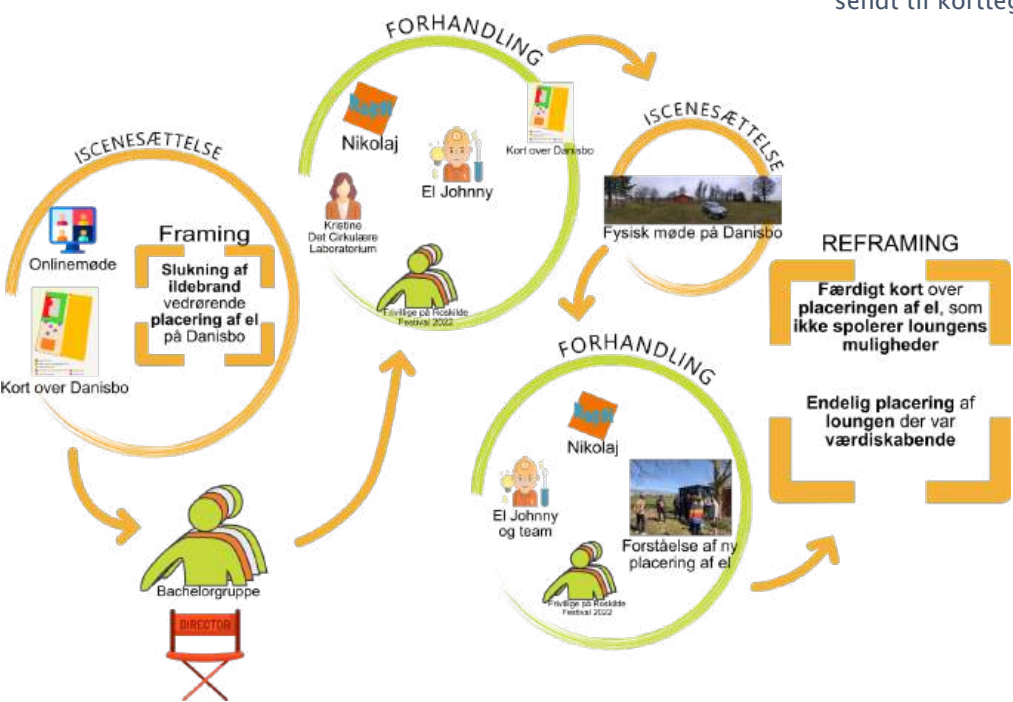 sendt til kortteg
ISCENESÆTTELSE
Onlinemøde
Kort over Danisbo
Framing
Slukning af
ildebrand
vedrørende
placering af el
på Danisbo
Bachelorgruppe
DIRECTOR
FORHANDLING
Nikolaj
El Johnny
Kort over Danisbo
Kristine
Det Cirkulære
Laboratorium
Frivillige på Roskilde
Festival 2022
ISCENESÆTTELSE
Fysisk møde på Danisbo
FORHANDLING
Nikolaj
El Johnny
og team
Forståelse af ny
placering af el
Frivillige på Roskilde
Festival 2022
REFRAMING
Færdigt kort over
placeringen af el, som
ikke spolerer loungens
muligheder
Endelig placering af
loungen der var
værdiskabende